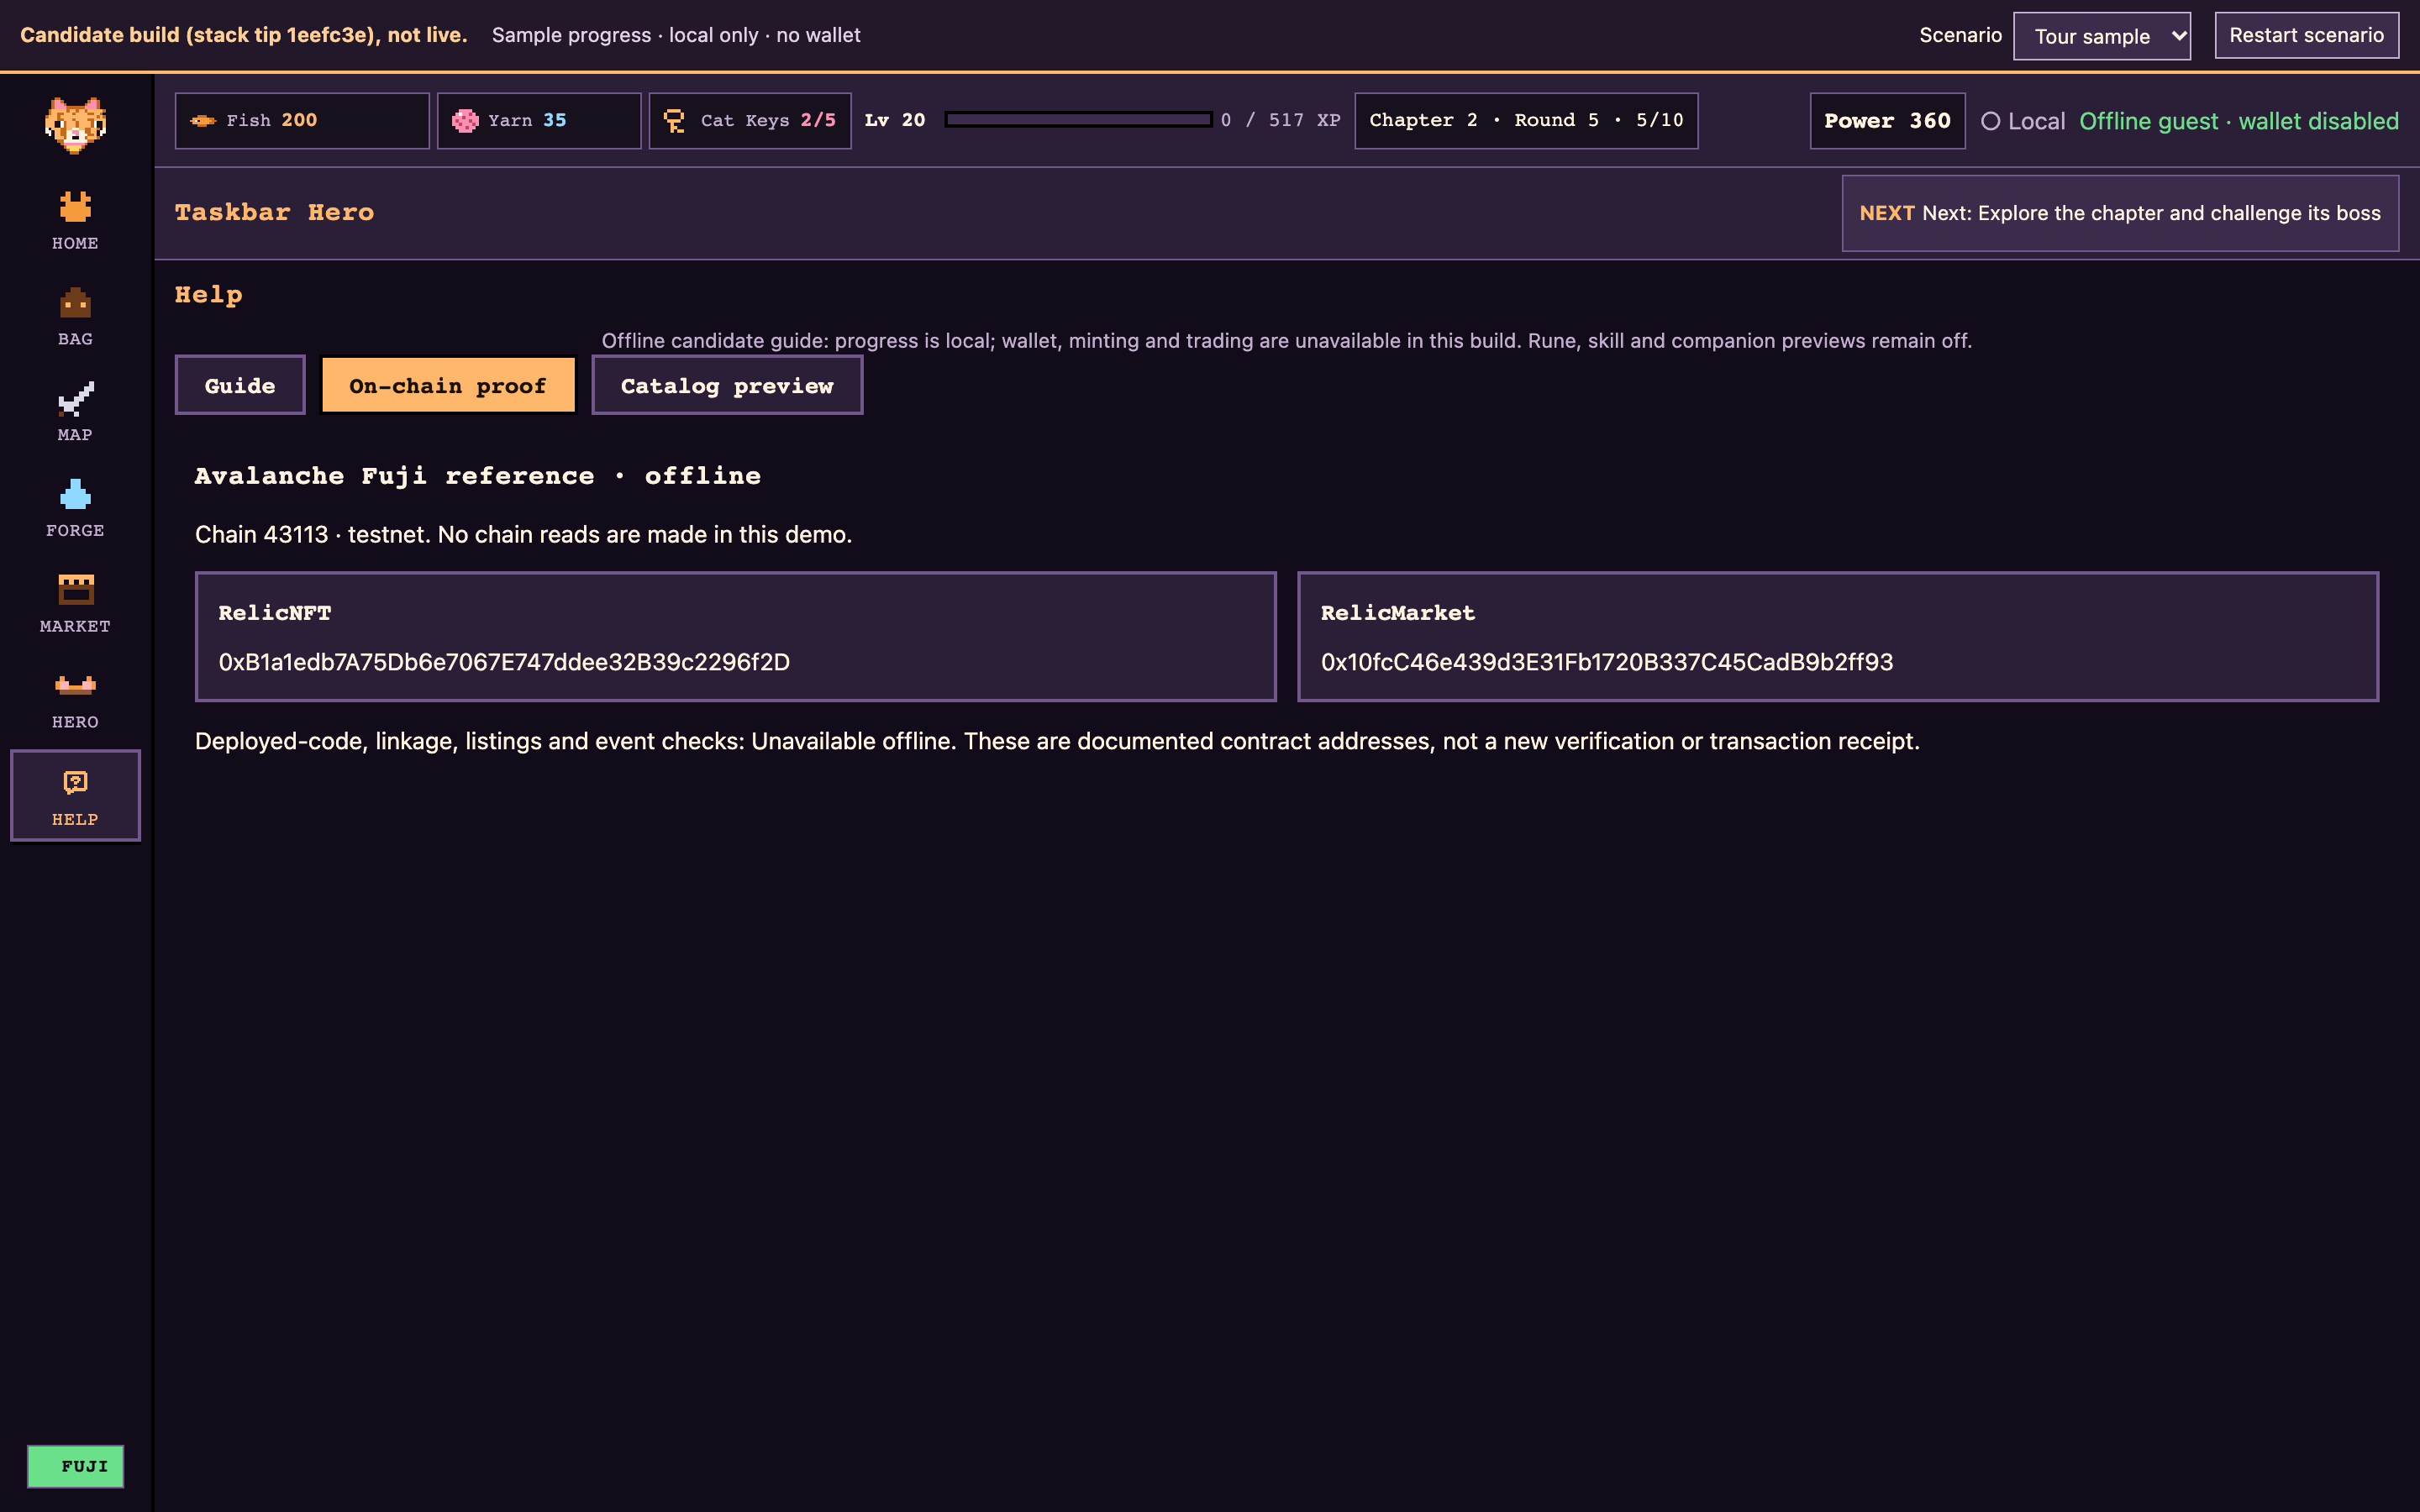 Candidate build (stack tip 1eefc3e), not live. Sample progress · local only · no wallet Scenario Tour sample Restart scenario
Fish 200 Yarn 35 Cat Keys 2/5 Lv 20 0 / 517 XP Chapter 2 · Round 5 · 5/10 Power 360 Local Offline guest · wallet disabled
Taskbar Hero
NEXT Next: Explore the chapter and challenge its boss
HOME
BAG
MAP
FORGE
MARKET
HERO
HELP
FUJI
Help
Offline candidate guide: progress is local; wallet, minting and trading are unavailable in this build. Rune, skill and companion previews remain off.
Guide On-chain proof Catalog preview
Avalanche Fuji reference · offline
Chain 43113 · testnet. No chain reads are made in this demo.
RelicNFT
0xB1a1edb7A75Db6e7067E747ddee32B39c2296f2D
RelicMarket
0x10fcC46e439d3E31Fb1720B337C45CadB9b2ff93
Deployed-code, linkage, listings and event checks: Unavailable offline. These are documented contract addresses, not a new verification or transaction receipt.